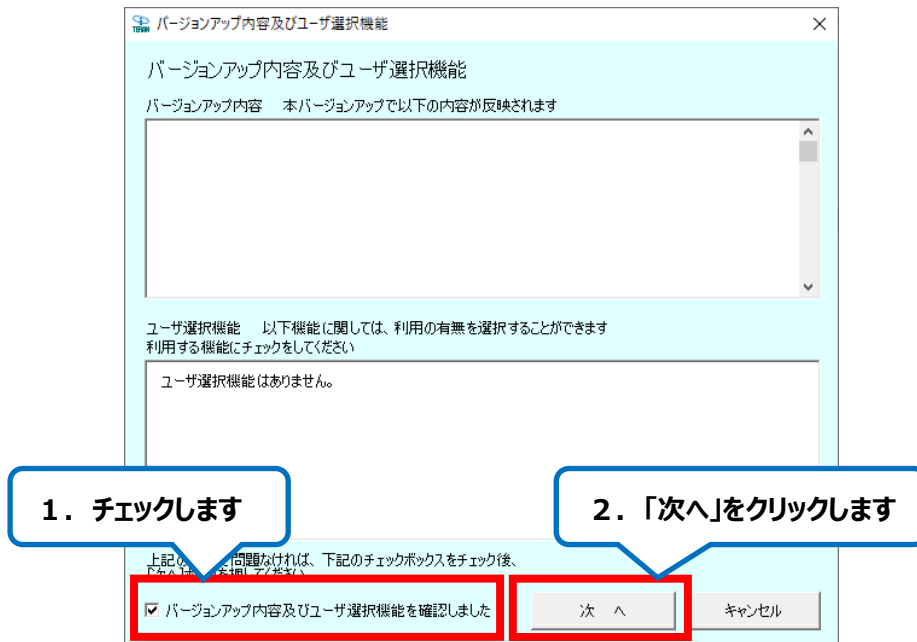 TERAN バージョンアップ内容及びユーザ選択機能
バージョンアップ内容及びユーザ選択機能
バージョンアップ内容 本バージョンアップで以下の内容が反映されます
ユーザ選択機能 以下機能に関しては、利用の有無を選択することができます
利用する機能にチェックをしてください
ユーザ選択機能はありません。
1. チェックします
2. 「次へ」をクリックします
上記の 問題なければ、下記のチェックボックスをチェック後、
バージョンアップ内容及びユーザ選択機能を確認しました
次 へ
キャンセル